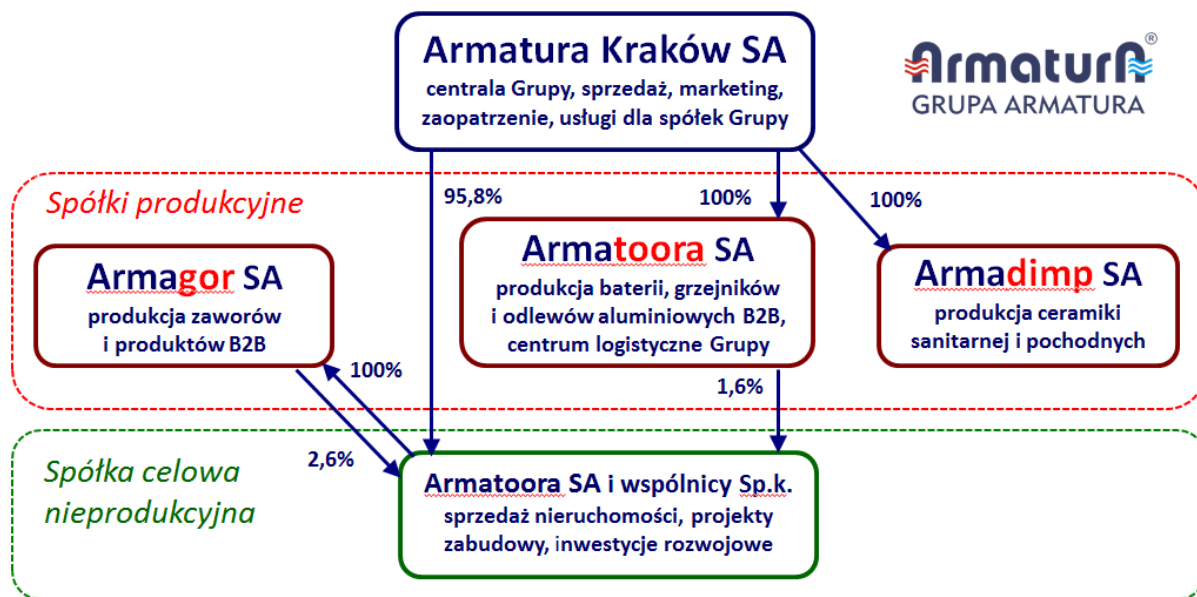 Armatura Kraków SA
centrala Grupy, sprzedaż, marketing,
zaopatrzenie, usługi dla spółek Grupy
ArmaturA®
GRUPA ARMATURA
Spółki produkcyjne
95,8%
100%
100%
Armagor SA
produkcja zaworów
i produktów B2B
Armatoora SA
produkcja baterii, grzejników
i odlewów aluminiowych B2B,
centrum logistyczne Grupy
Armadimp SA
produkcja ceramiki
sanitarnej i pochodnych
100%
1,6%
2,6%
Spółka celowa
nieprodukcyjna
Armatoora SA i wspólnicy Sp.k.
sprzedaż nieruchomości, projekty
zabudowy, inwestycje rozwojowe